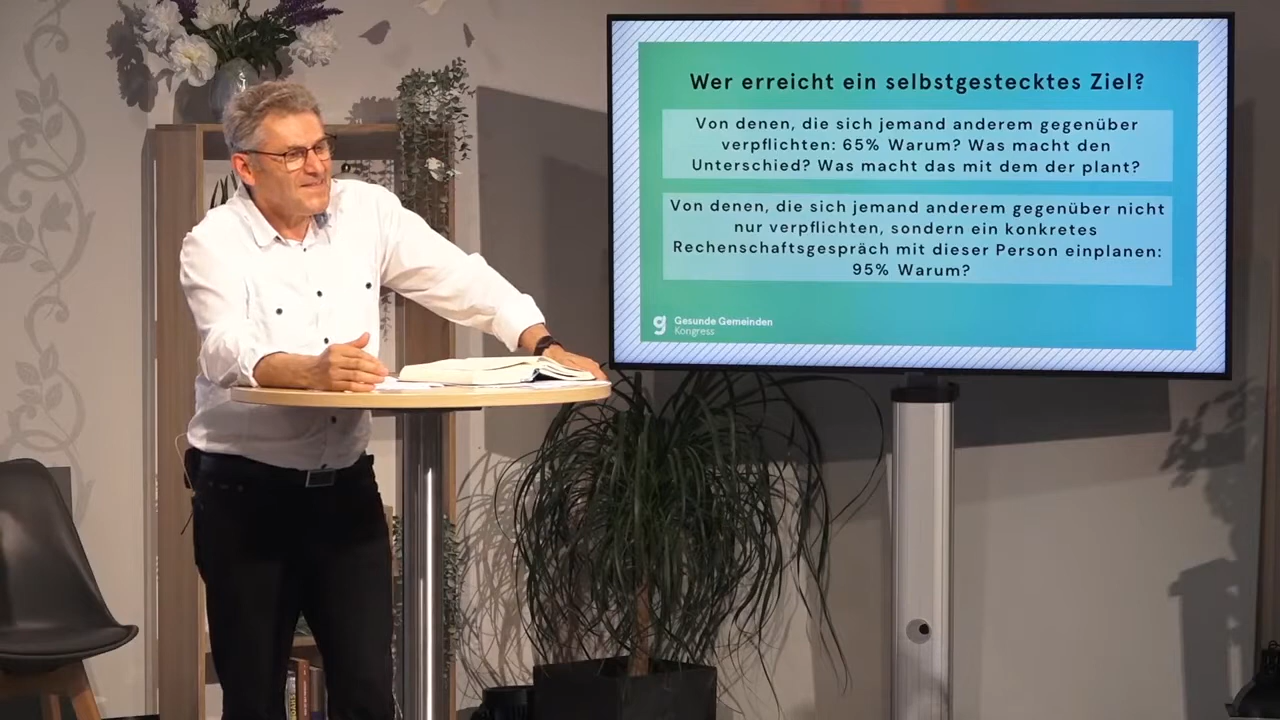 Wer erreicht ein selbstgestecktes Ziel?
Von denen, die sich jemand anderem gegenüber
verpflichten: 65% Warum? Was macht den
Unterschied? Was macht das mit dem der plant?
Von denen, die sich jemand anderem gegenüber nicht
nur verpflichten, sondern ein konkretes
Rechenschaftsgespräch mit dieser Person einplanen:
95% Warum?
g
Gesunde Gemeinden
Kongress